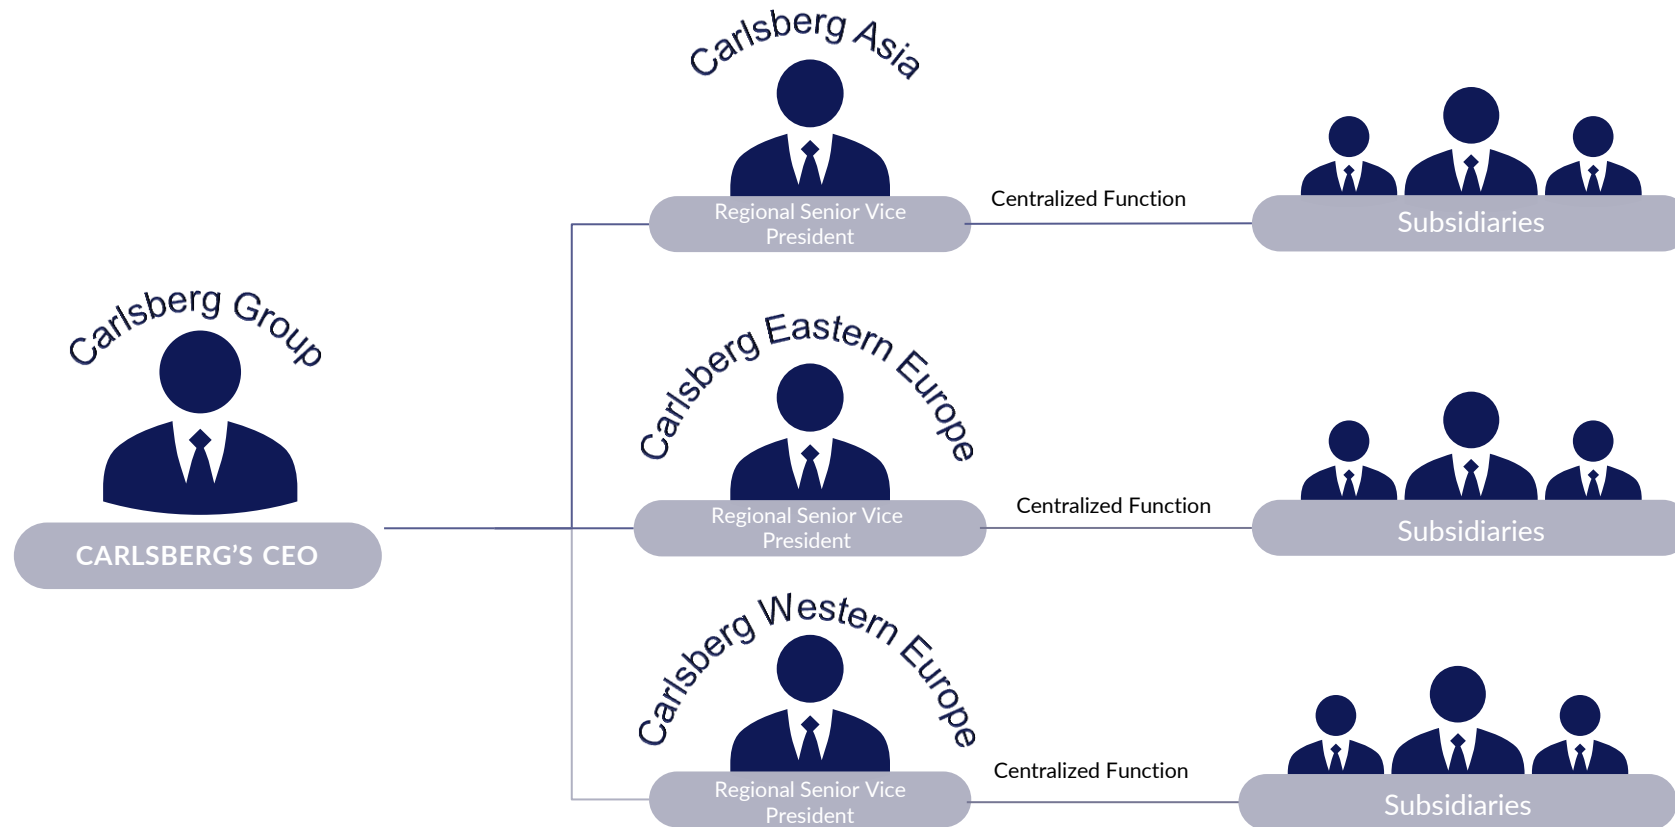 Carlsberg Group
CARLSBERG’S CEO
Carlsberg Asia
Regional Senior Vice
President
Centralized Function
Subsidiaries
Carlsberg Eastern Europe
Regional Senior Vice
President
Centralized Function
Subsidiaries
Carlsberg Western Europe
Regional Senior Vice
President
Centralized Function
Subsidiaries